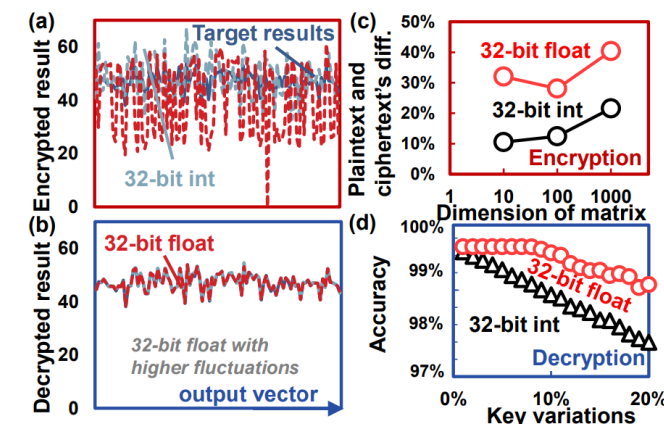 (a)
Encrypted result
60
40
20
0
Target results
32-bit int
(c)
Plaintext and
ciphertext's diff.
50%
40%
30%
20%
10%
0%
32-bit float
32-bit int
Encryption
1
10
100
1000
Dimension of matrix
(b)
Decrypted result
60
40
20
0
32-bit float
32-bit float with
higher fluctuations
output vector
(d)
Accuracy
100%
99%
98%
97%
32-bit float
32-bit int
Decryption
0%
10%
20%
Key variations